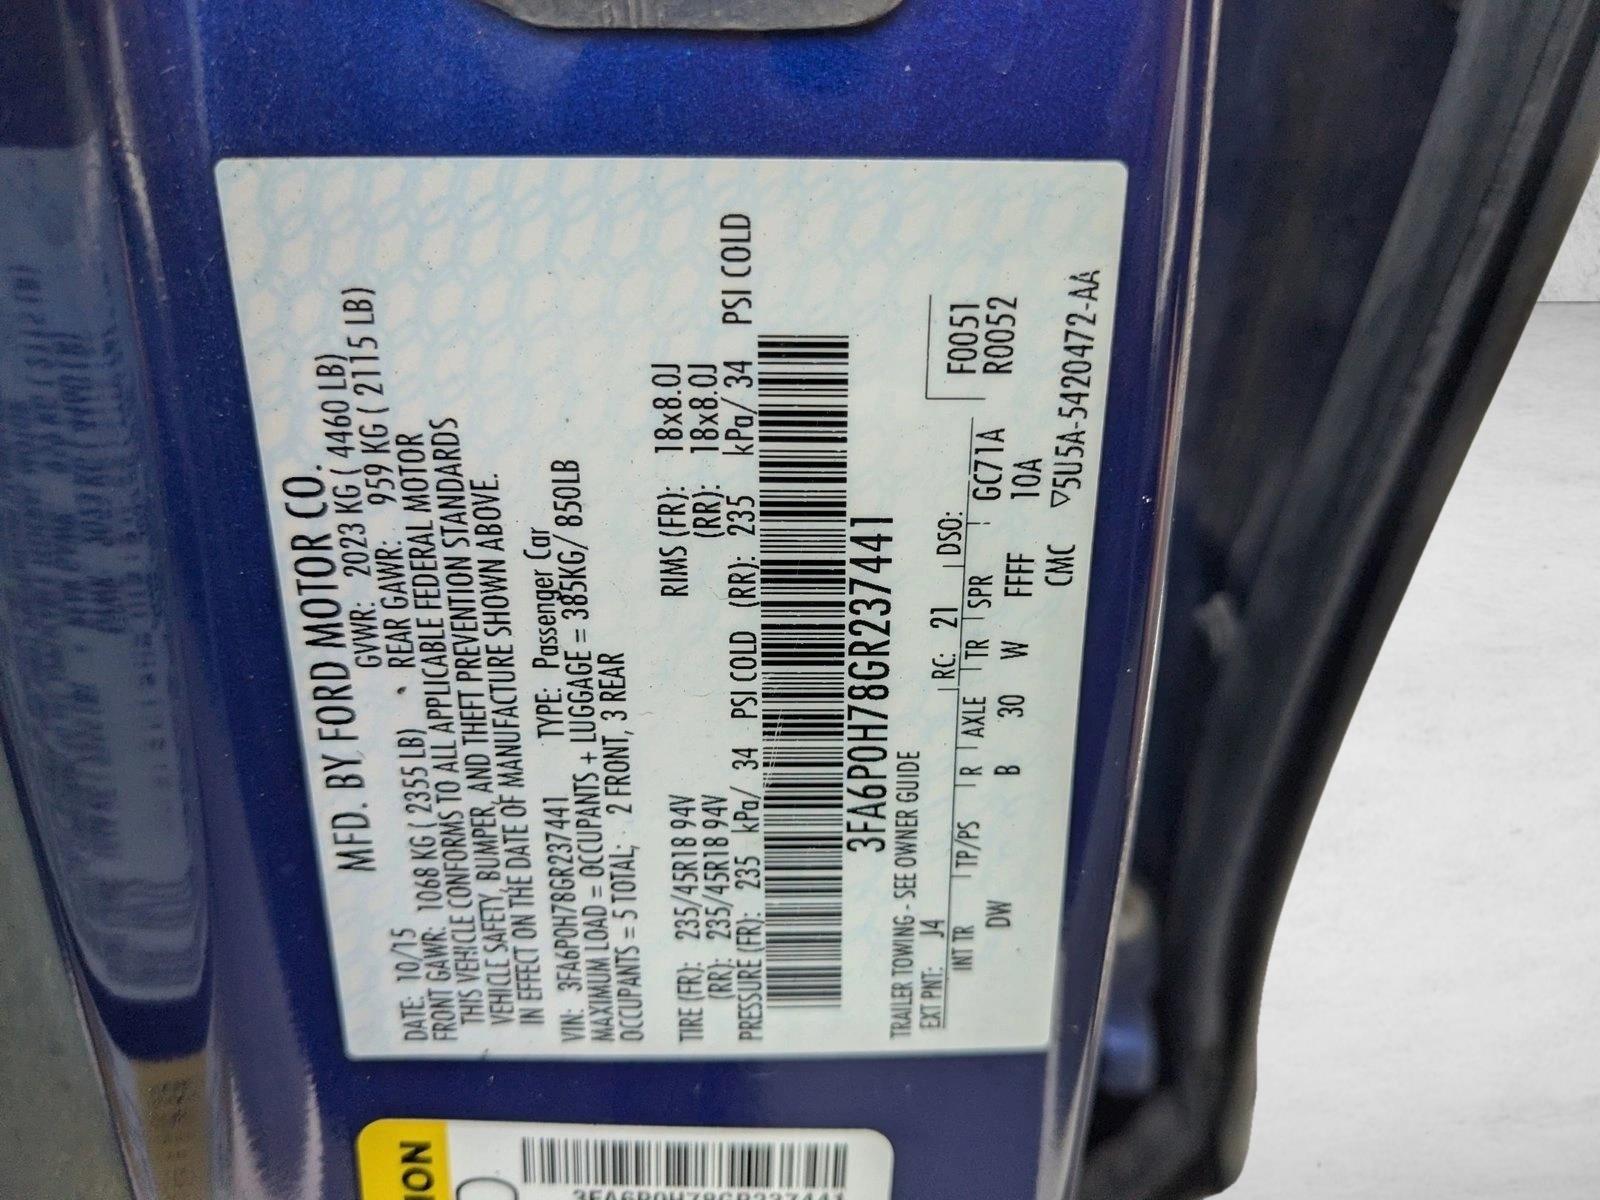 MFD. BY FORD MOTOR CO.
DATE: 10/15 GVWR: 2023 KG ( 4460 LB)
FRONT GAWR: 1068 KG ( 2355 LB) REAR GAWR: 959 KG ( 2115 LB)
THIS VEHICLE CONFORMS TO ALL APPLICABLE FEDERAL MOTOR
VEHICLE SAFETY, BUMPER, AND THEFT PREVENTION STANDARDS
IN EFFECT ON THE DATE OF MANUFACTURE SHOWN ABOVE.
VIN: 3FA6P0H78GR237441 TYPE: Passenger Car
MAXIMUM LOAD = OCCUPANTS + LUGGAGE = 385KG/ 850LB
OCCUPANTS = 5 TOTAL; 2 FRONT, 3 REAR
TIRE (FR): 235/45R18 94V RIMS (FR): 18x8.0J
(RR): 235/45R18 94V (RR): 18x8.0J
PRESSURE (FR): 235 kPa/ 34 PSI COLD (RR): 235 kPa/ 34 PSI COLD
3FA6P0H78GR237441
TRAILER TOWING - SEE OWNER GUIDE
EXT PNT: J4 RC: 21 DSO: F0051
INT TR TP/PS R AXLE TR SPR GC71A R0052
DW B 30 W FFFF 10A
CMC ▽5U5A-5420472-AA
ION
3FA6P0H78GR237441